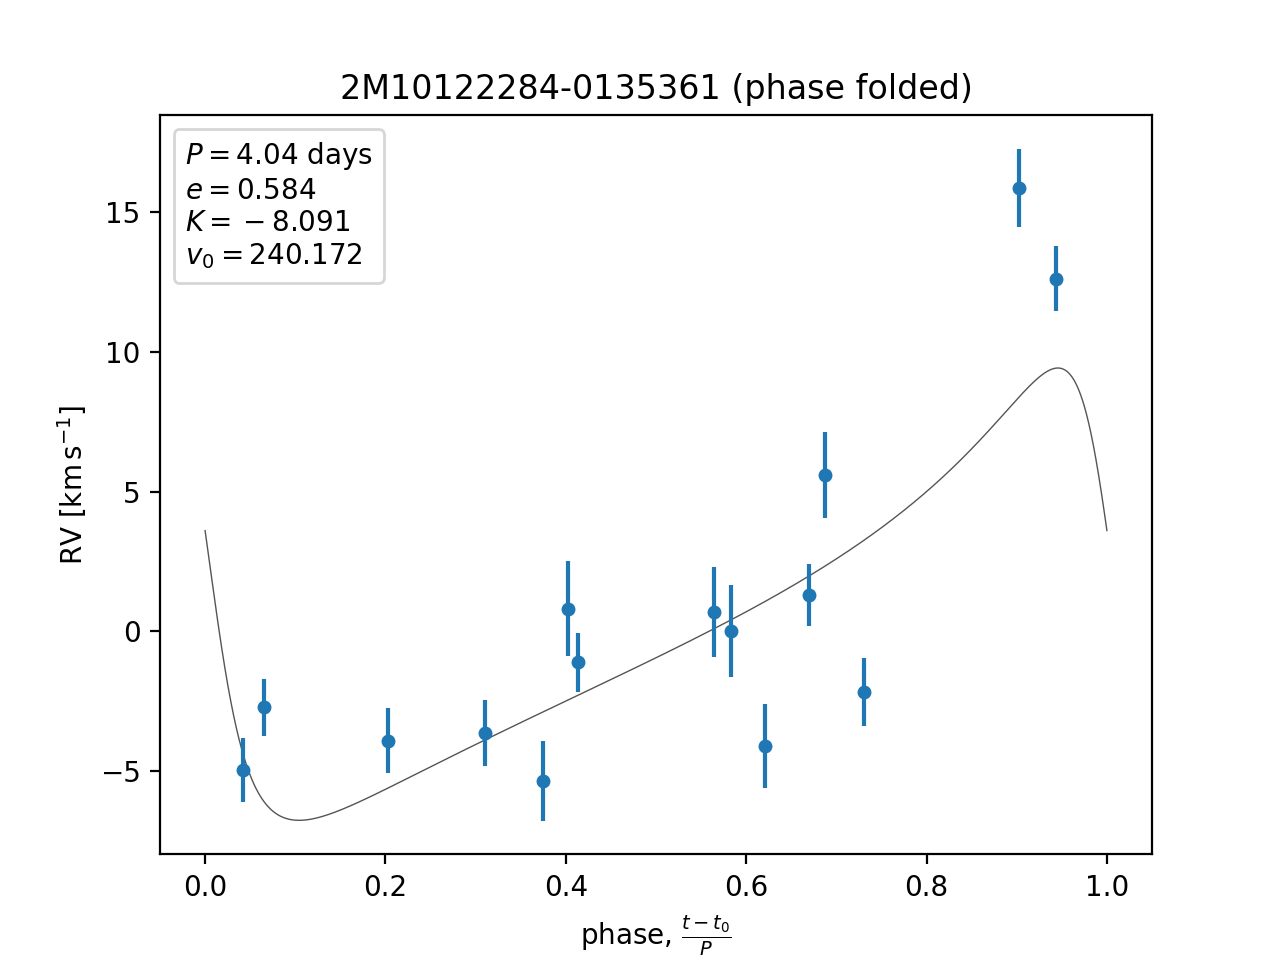 2M10122284-0135361 (phase folded)
P = 4.04 days
e = 0.584
K = −8.091
v₀ = 240.172
15
10
5
0
−5
RV [km s⁻¹]
0.0 0.2 0.4 0.6 0.8 1.0
phase, (t − t₀)/P